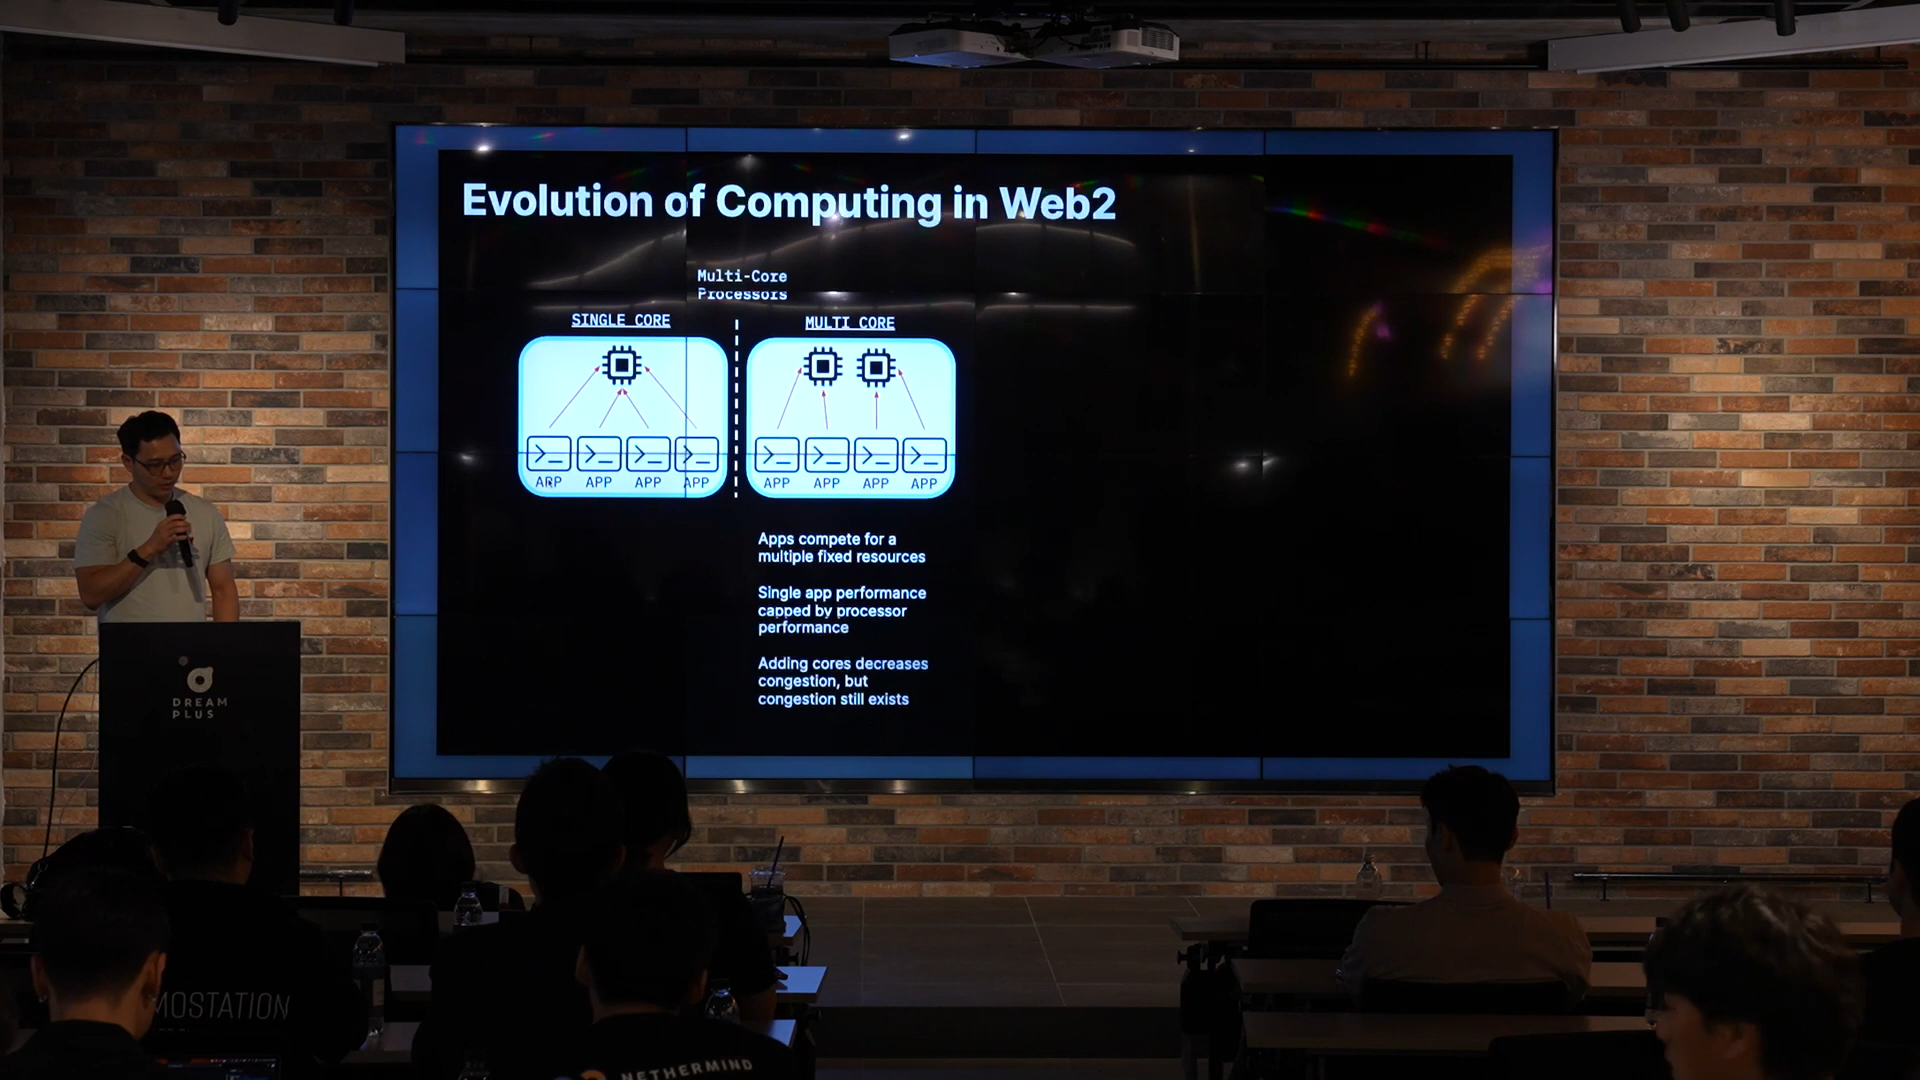 Evolution of Computing in Web2
Multi-Core
Processors
SINGLE CORE
MULTI CORE
APP APP APP APP
APP APP APP APP
Apps compete for a
multiple fixed resources
Single app performance
capped by processor
performance
Adding cores decreases
congestion, but
congestion still exists
DREAM
PLUS
MOSTATION
NETHERMIND